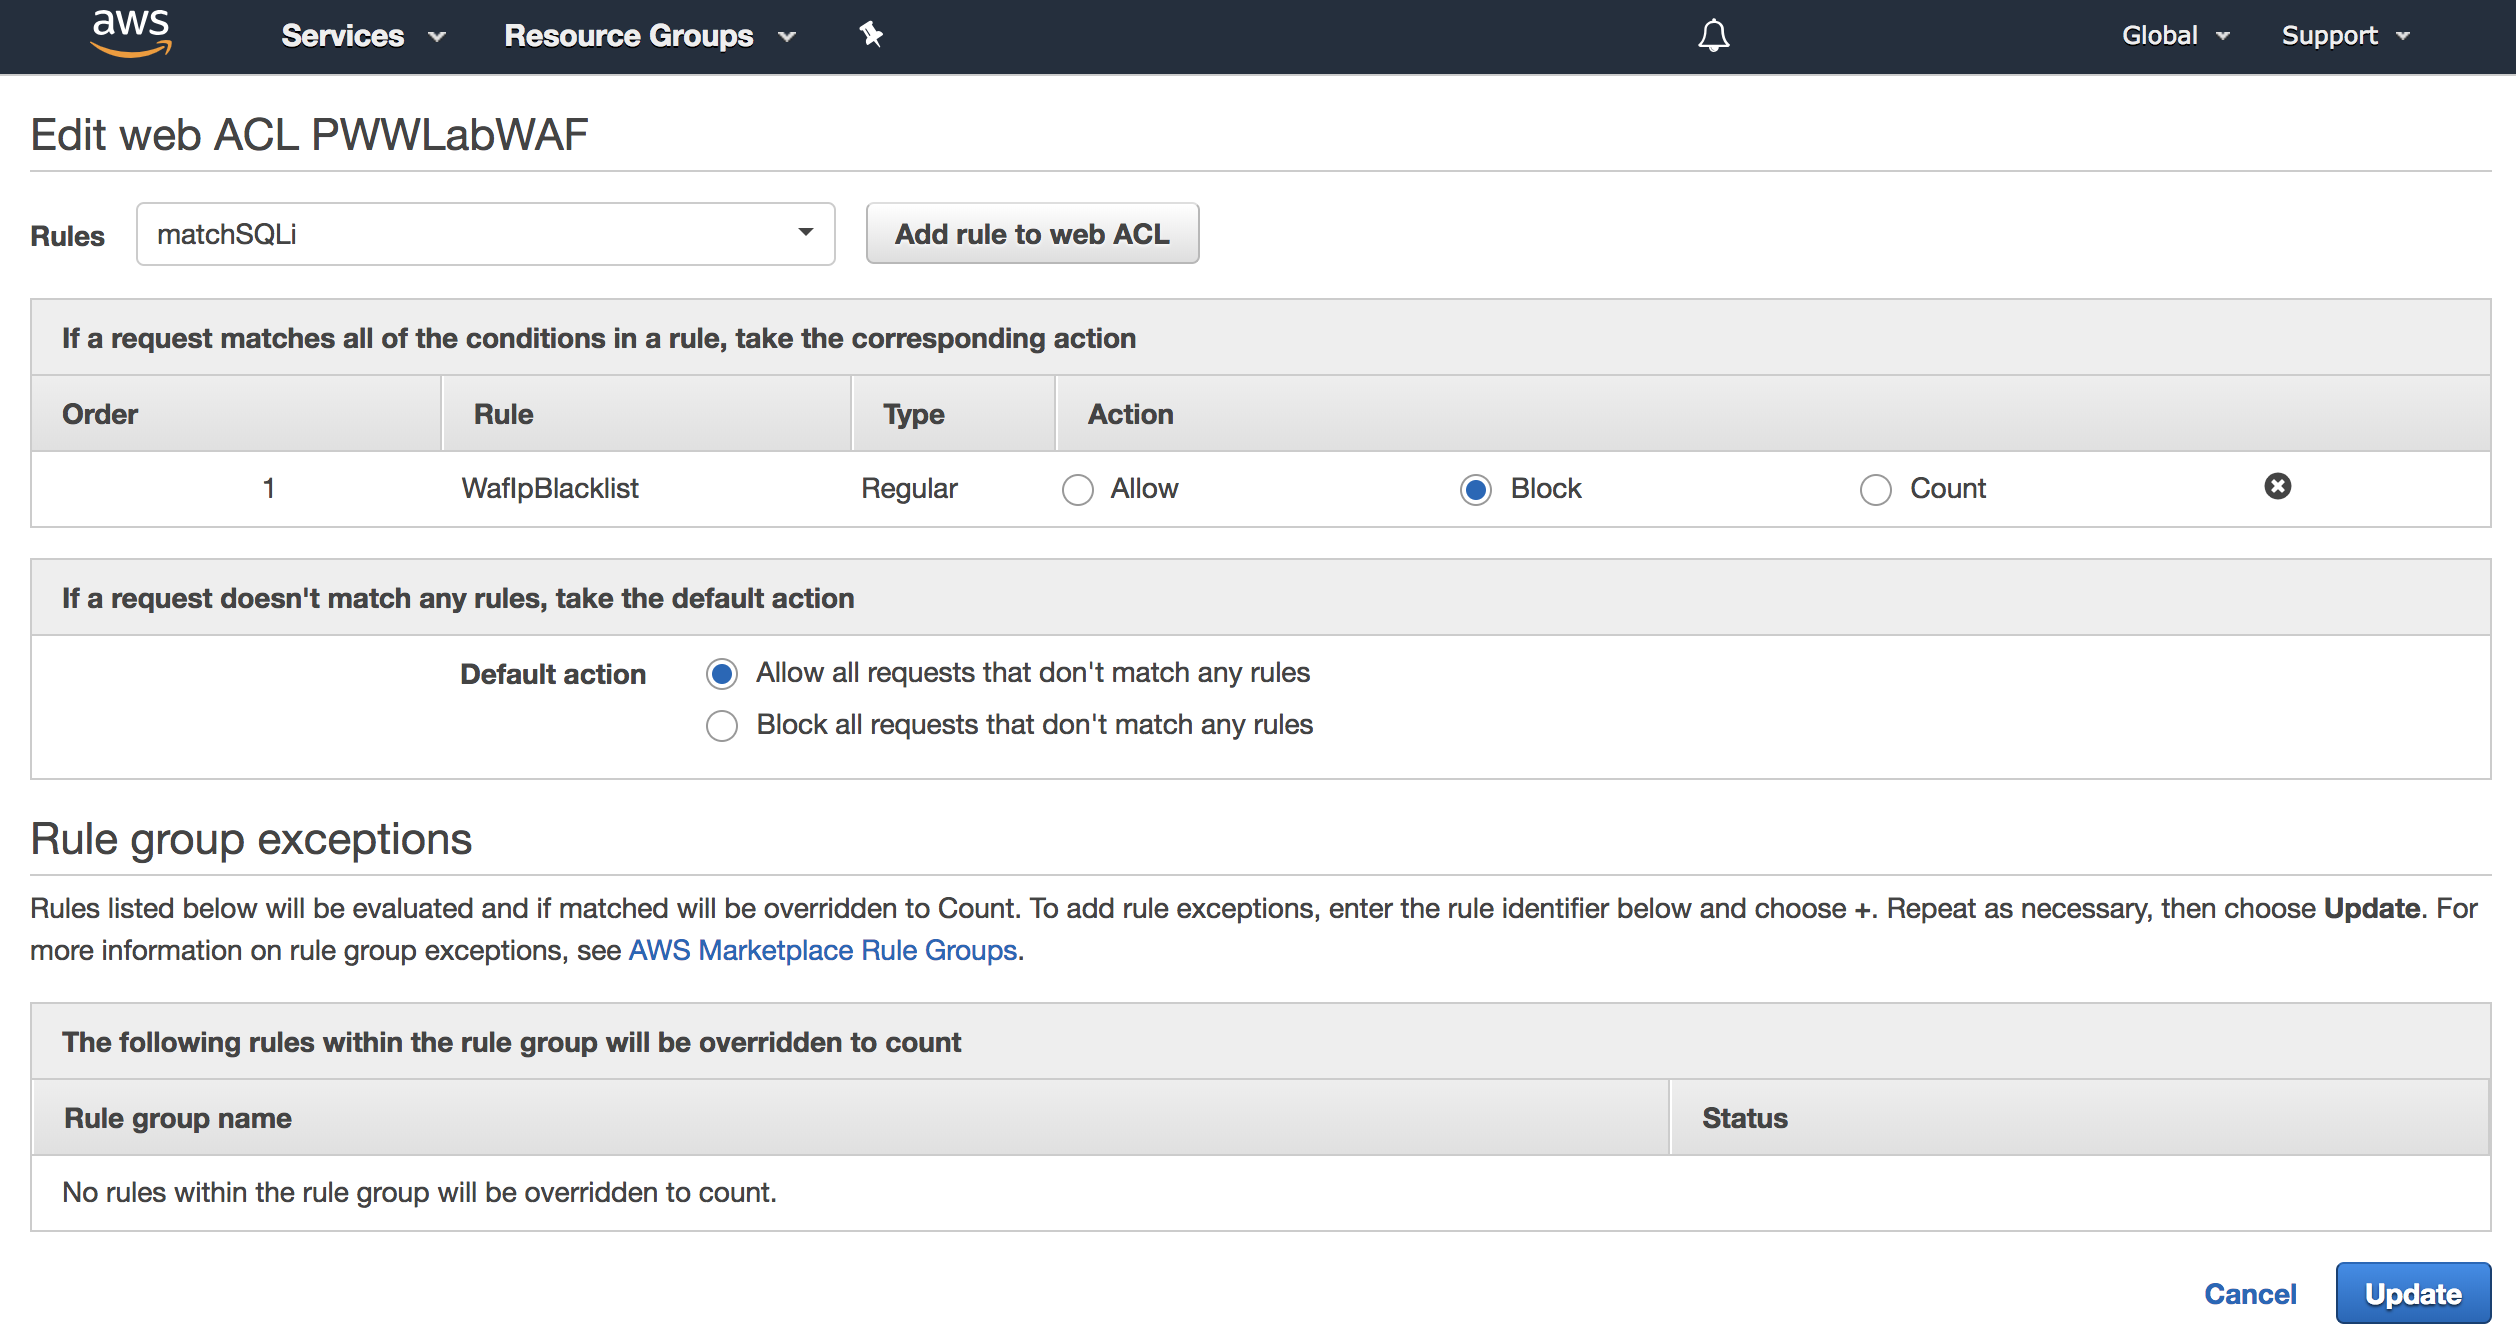 aws Services Resource Groups Global Support
Edit web ACL PWWLabWAF
Rules matchSQLi Add rule to web ACL
If a request matches all of the conditions in a rule, take the corresponding action
Order Rule Type Action
1 WafIpBlacklist Regular Allow Block Count
If a request doesn't match any rules, take the default action
Default action Allow all requests that don't match any rules
Block all requests that don't match any rules
Rule group exceptions
Rules listed below will be evaluated and if matched will be overridden to Count. To add rule exceptions, enter the rule identifier below and choose +. Repeat as necessary, then choose Update. For
more information on rule group exceptions, see AWS Marketplace Rule Groups.
The following rules within the rule group will be overridden to count
Rule group name Status
No rules within the rule group will be overridden to count.
Cancel Update